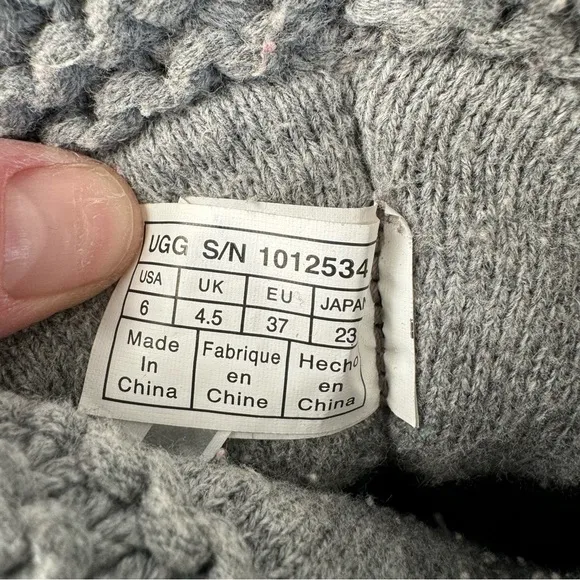 UGG S/N 1012534
USA UK EU JAPAN
6 4.5 37 23
Made Fabrique Hecho
In en en
China Chine China